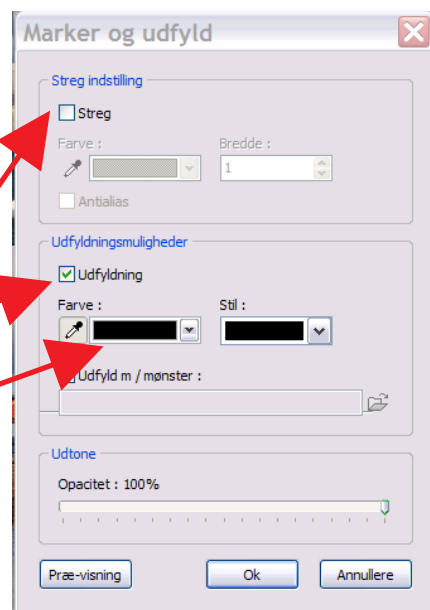 Marker og udfyld
Streg indstilling
Streg
Farve :
Bredde :
1
Antialias
Udfyldningsmuligheder
Udfyldning
Farve :
Stil :
Udfyld m / mønster :
Udtone
Opacitet : 100%
Præ-visning
Ok
Annullere